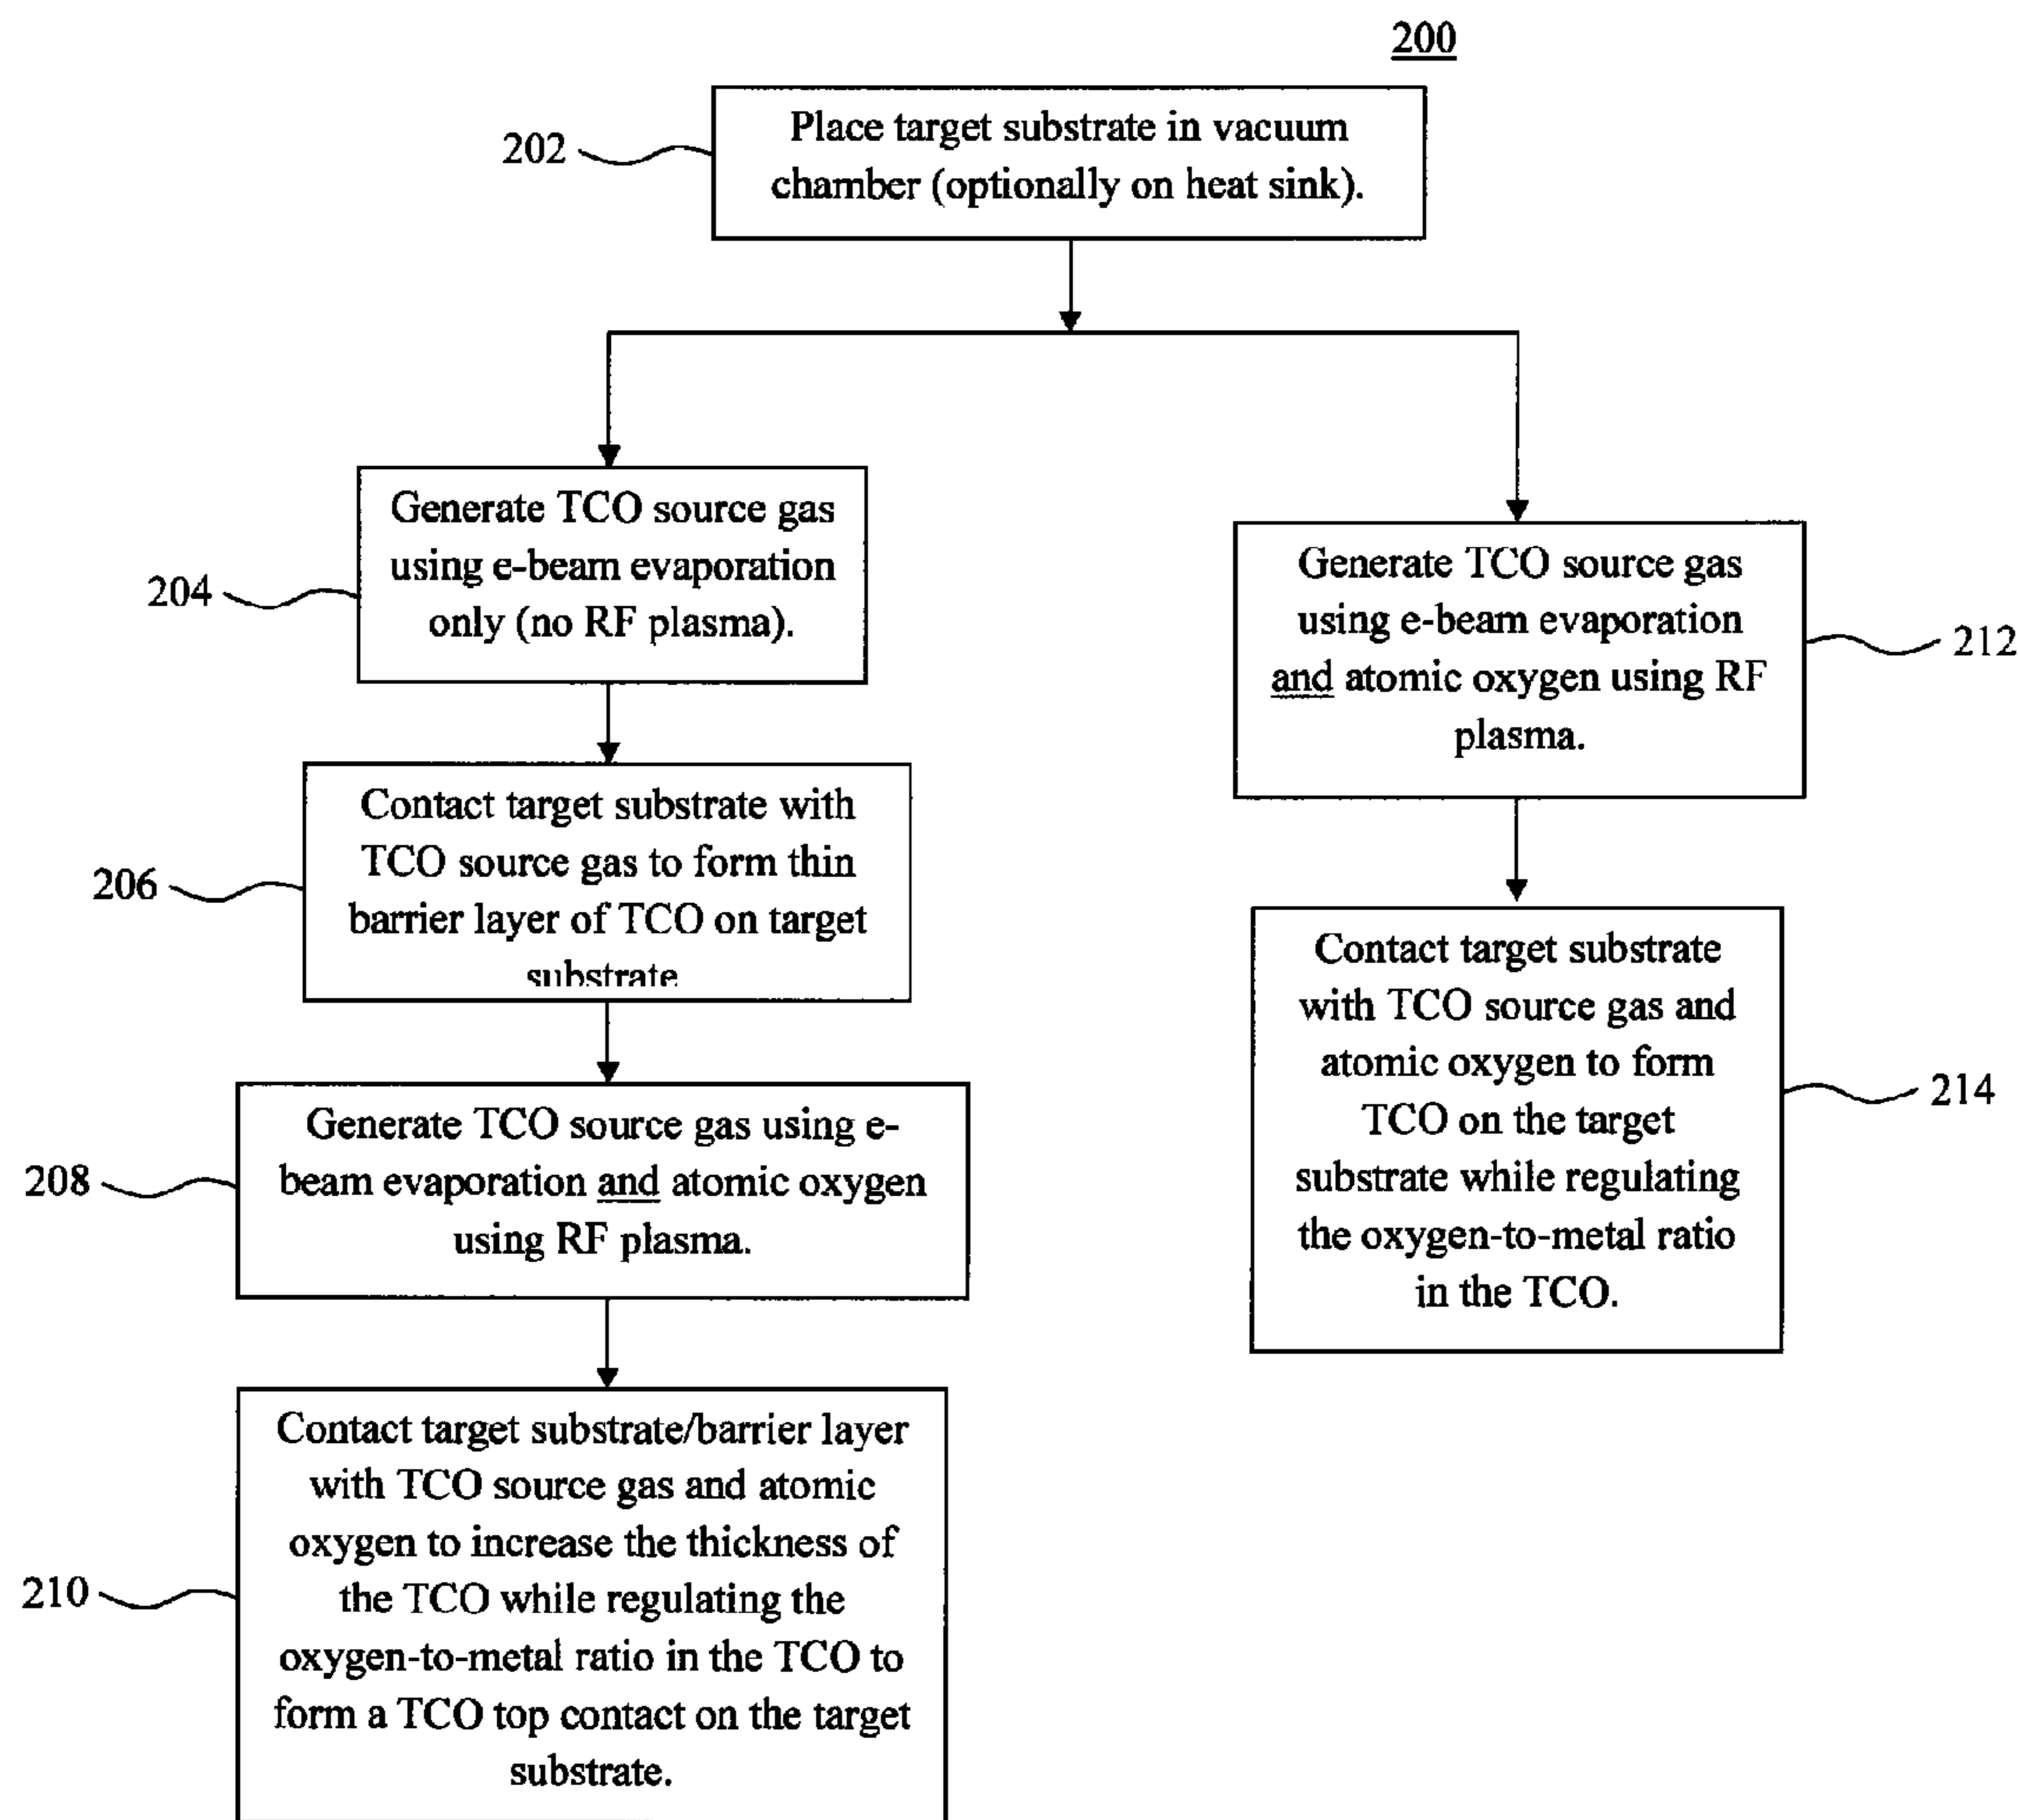 200
202
Place target substrate in vacuum
chamber (optionally on heat sink).
204
Generate TCO source gas
using e-beam evaporation
only (no RF plasma).
206
Contact target substrate with
TCO source gas to form thin
barrier layer of TCO on target
substrate
208
Generate TCO source gas using e-
beam evaporation and atomic oxygen
using RF plasma.
210
Contact target substrate/barrier layer
with TCO source gas and atomic
oxygen to increase the thickness of
the TCO while regulating the
oxygen-to-metal ratio in the TCO to
form a TCO top contact on the target
substrate.
Generate TCO source gas
using e-beam evaporation
and atomic oxygen using RF
plasma.
212
Contact target substrate
with TCO source gas and
atomic oxygen to form
TCO on the target
substrate while regulating
the oxygen-to-metal ratio
in the TCO.
214